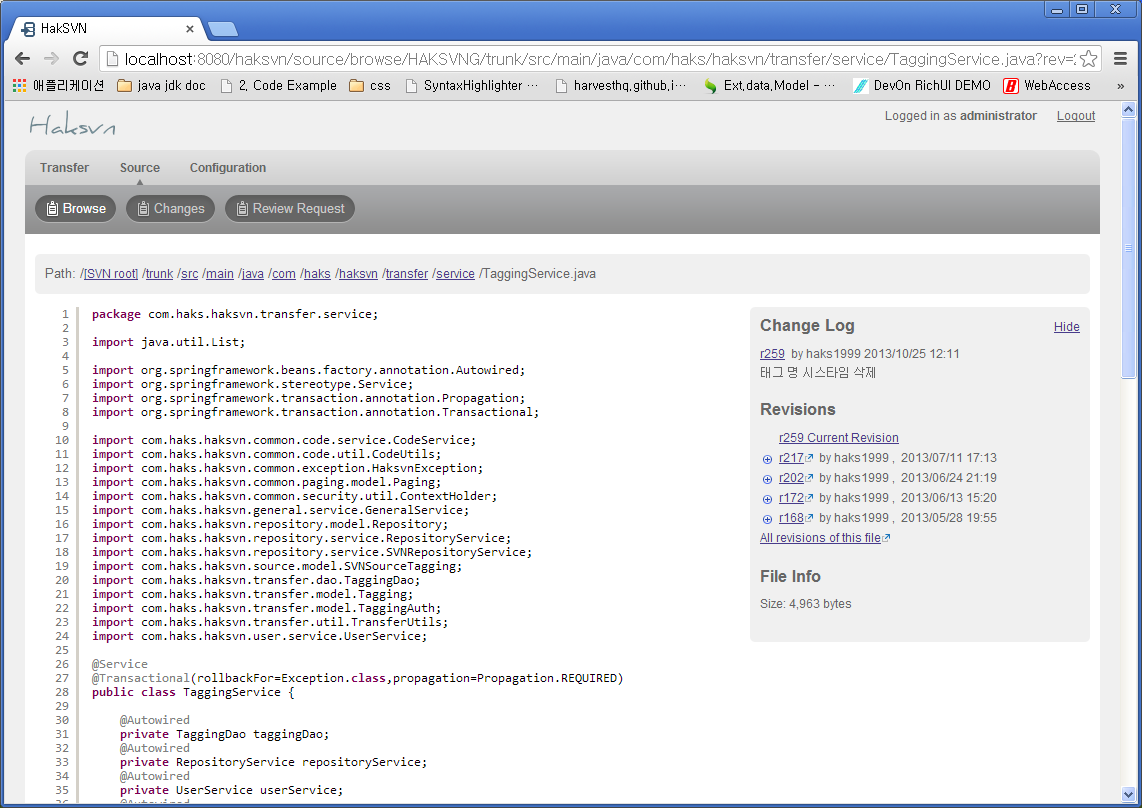 HakSVN
localhost:8080/haksvn/source/browse/HAKSVNG/trunk/src/main/java/com/haks/haksvn/transfer/service/TaggingService.java?rev=
애플리케이션 java jdk doc 2. Code Example css SyntaxHighlighter ... harvesthq.github.i... Ext.data.Model - ... DevOn RichUI DEMO WebAccess »
Haksvn
Logged in as administrator Logout
Transfer Source Configuration
Browse Changes Review Request
Path: /[SVN root] /trunk /src /main /java /com /haks /haksvn /transfer /service /TaggingService.java
1 package com.haks.haksvn.transfer.service;
2
3 import java.util.List;
4
5 import org.springframework.beans.factory.annotation.Autowired;
6 import org.springframework.stereotype.Service;
7 import org.springframework.transaction.annotation.Propagation;
8 import org.springframework.transaction.annotation.Transactional;
9
10 import com.haks.haksvn.common.code.service.CodeService;
11 import com.haks.haksvn.common.code.util.CodeUtils;
12 import com.haks.haksvn.common.exception.HaksvnException;
13 import com.haks.haksvn.common.paging.model.Paging;
14 import com.haks.haksvn.common.security.util.ContextHolder;
15 import com.haks.haksvn.general.service.GeneralService;
16 import com.haks.haksvn.repository.model.Repository;
17 import com.haks.haksvn.repository.service.RepositoryService;
18 import com.haks.haksvn.repository.service.SVNRepositoryService;
19 import com.haks.haksvn.source.model.SVNSourceTagging;
20 import com.haks.haksvn.transfer.dao.TaggingDao;
21 import com.haks.haksvn.transfer.model.Tagging;
22 import com.haks.haksvn.transfer.model.TaggingAuth;
23 import com.haks.haksvn.transfer.util.TransferUtils;
24 import com.haks.haksvn.user.service.UserService;
25
26 @Service
27 @Transactional(rollbackFor=Exception.class,propagation=Propagation.REQUIRED)
28 public class TaggingService {
29
30 @Autowired
31 private TaggingDao taggingDao;
32 @Autowired
33 private RepositoryService repositoryService;
34 @Autowired
35 private UserService userService;
36 @Autowired
Change Log Hide
r259 by haks1999 2013/10/25 12:11
태그 명 시스타임 삭제
Revisions
r259 Current Revision
r217 by haks1999 , 2013/07/11 17:13
r202 by haks1999 , 2013/06/24 21:19
r172 by haks1999 , 2013/06/13 15:20
r168 by haks1999 , 2013/05/28 19:55
All revisions of this file
File Info
Size: 4,963 bytes